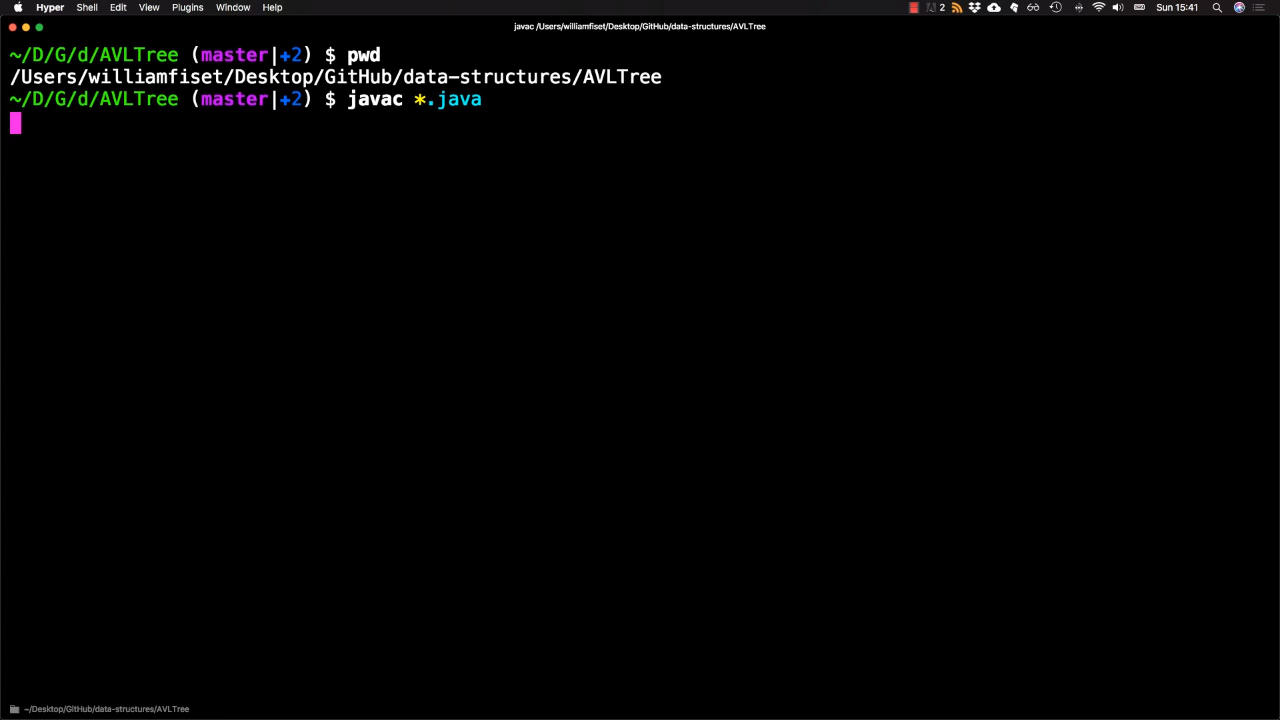 Hyper Shell Edit View Plugins Window Help 2 Sun 15:41
javac /Users/williamfiset/Desktop/GitHub/data-structures/AVLTree
~/D/G/d/AVLTree (master|+2) $ pwd
/Users/williamfiset/Desktop/GitHub/data-structures/AVLTree
~/D/G/d/AVLTree (master|+2) $ javac *.java
~/Desktop/GitHub/data-structures/AVLTree